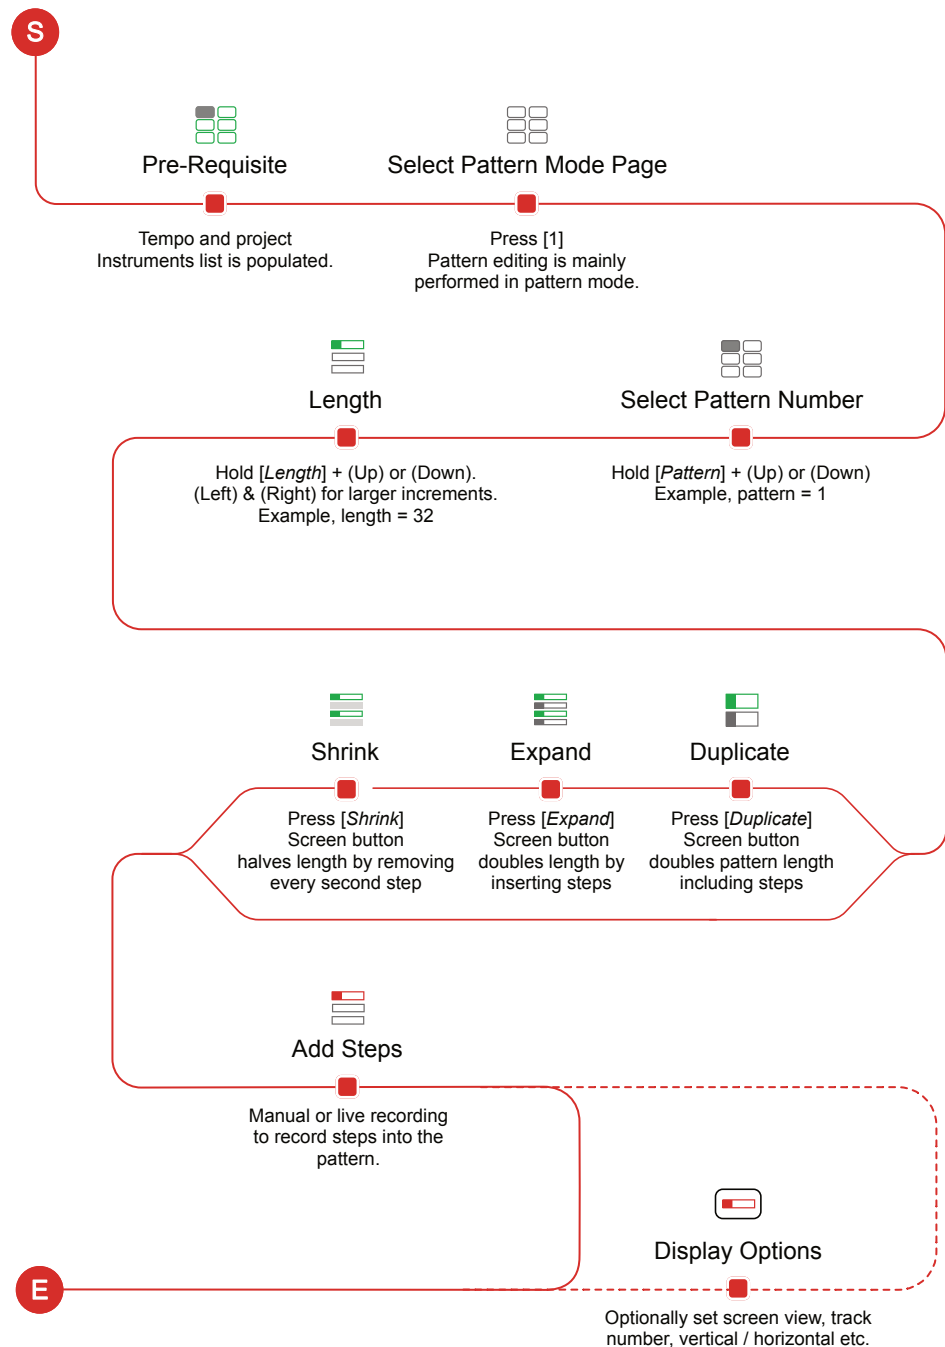 S
Pre-Requisite
Tempo and project
Instruments list is populated.
Select Pattern Mode Page
Press [1]
Pattern editing is mainly
performed in pattern mode.
Select Pattern Number
Hold [Pattern] + (Up) or (Down)
Example, pattern = 1
Length
Hold [Length] + (Up) or (Down).
(Left) & (Right) for larger increments.
Example, length = 32
Shrink
Press [Shrink]
Screen button
halves length by removing
every second step
Expand
Press [Expand]
Screen button
doubles length by
inserting steps
Duplicate
Press [Duplicate]
Screen button
doubles pattern length
including steps
Add Steps
Manual or live recording
to record steps into the
pattern.
Display Options
Optionally set screen view, track
number, vertical / horizontal etc.
E